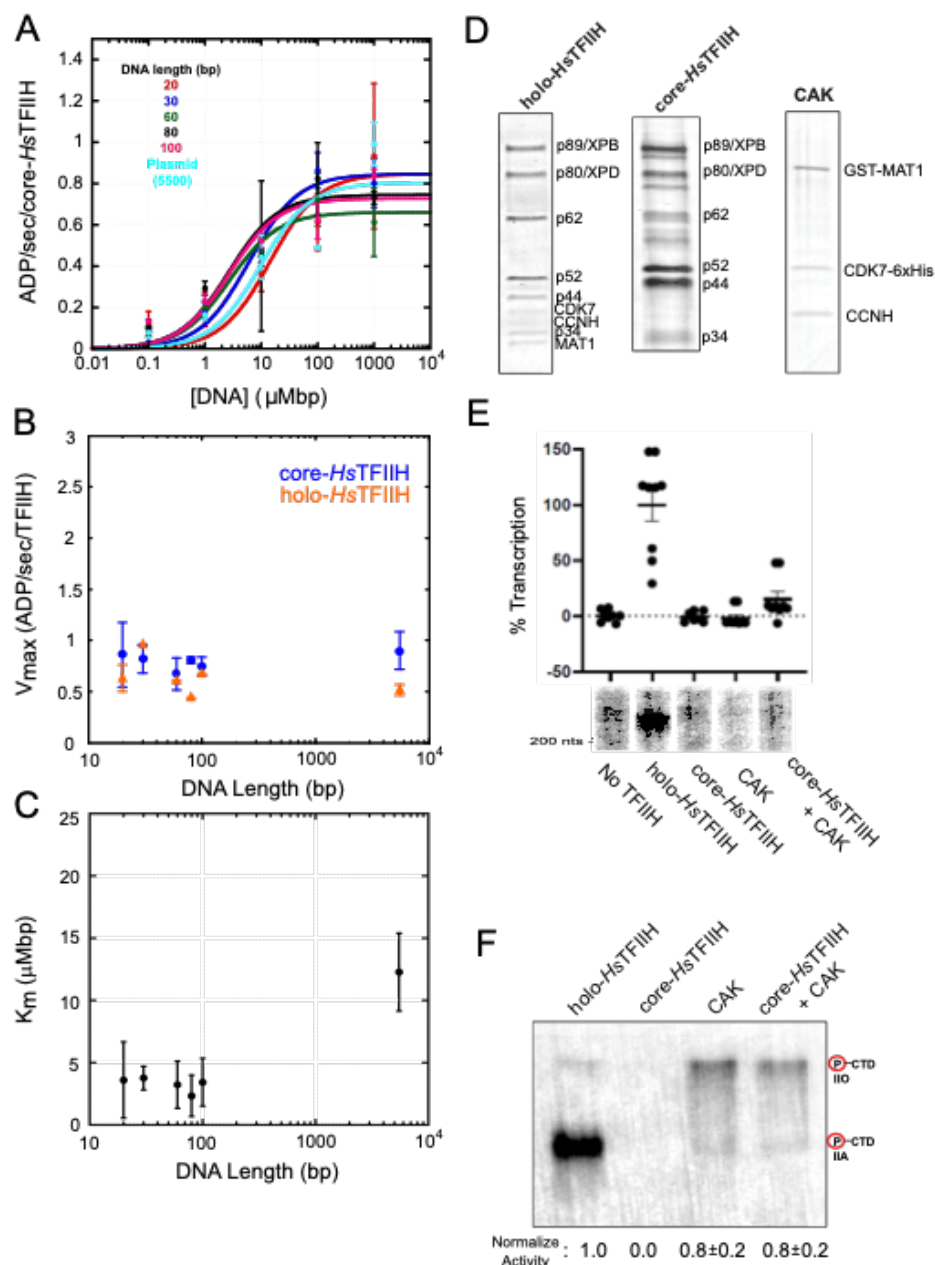 A
DNA length (bp)
20
30
60
80
100
Plasmid
(5500)
ADP/sec/core-HsTFIIH
1.4
1.2
1
0.8
0.6
0.4
0.2
0
0.01
0.1
1
10
100
1000
10⁴
[DNA] (µMbp)
B
core-HsTFIIH
holo-HsTFIIH
Vmax (ADP/sec/TFIIH)
3
2.5
2
1.5
1
0.5
0
10
100
1000
10⁴
DNA Length (bp)
C
Km (µMbp)
25
20
15
10
5
0
10
100
1000
10⁴
DNA Length (bp)
D
holo-HsTFIIH
p89/XPB
p80/XPD
p62
p52
p44
CDK7
CCNH
p34
MAT1
core-HsTFIIH
p89/XPB
p80/XPD
p62
p52
p44
p34
CAK
GST-MAT1
CDK7-6xHis
CCNH
E
% Transcription
150
100
50
0
-50
200 nts -
No TFIIH
holo-HsTFIIH
core-HsTFIIH
CAK
core-HsTFIIH
+ CAK
F
holo-HsTFIIH
core-HsTFIIH
CAK
core-HsTFIIH
+ CAK
P-CTD
IIO
P-CTD
IIA
Normalize
Activity : 1.0 0.0 0.8±0.2 0.8±0.2